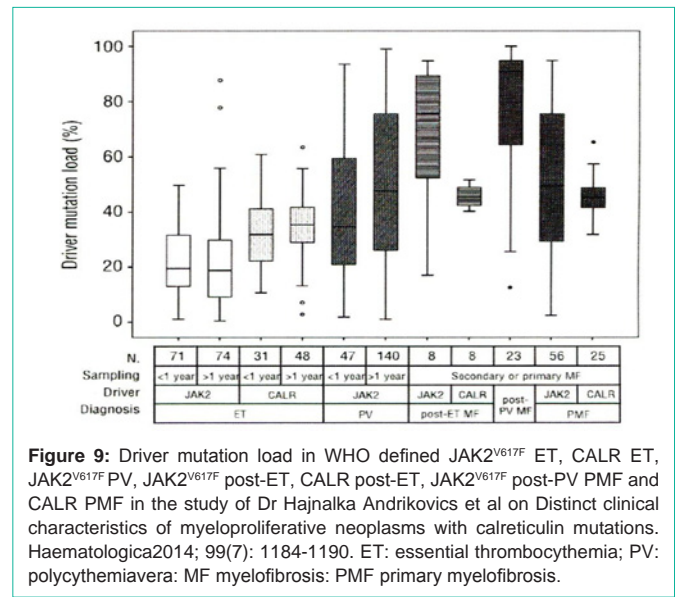 100
80
60
40
20
0
Driver mutation load (%)
N. 71 74 31 48 47 140 8 8 23 56 25
Sampling <1 year >1 year <1 year >1 year <1 year >1 year Secondary or primary MF
Driver JAK2 CALR JAK2 JAK2 CALR post-PV MF JAK2 CALR
Diagnosis ET PV post-ET MF PMF
Figure 9: Driver mutation load in WHO defined JAK2V617F ET, CALR ET,
JAK2V617F PV, JAK2V617F post-ET, CALR post-ET, JAK2V617F post-PV PMF and
CALR PMF in the study of Dr Hajnalka Andrikovics et al on Distinct clinical
characteristics of myeloproliferative neoplasms with calreticulin mutations.
Haematologica2014; 99(7): 1184-1190. ET: essential thrombocythemia; PV:
polycythemiavera: MF myelofibrosis: PMF primary myelofibrosis.